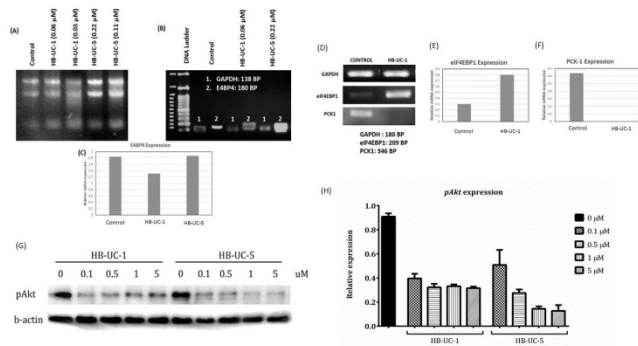 (A)
Control
HB-UC-1 (0.06 µM)
HB-UC-1 (0.03 µM)
HB-UC-5 (0.22 µM)
HB-UC-5 (0.11 µM)
(B)
DNA Ladder
Control
HB-UC-1 (0.06 µM)
HB-UC-5 (0.22 µM)
1. GAPDH: 138 BP
2. E4BP4: 180 BP
1 2 1 2 1 2
(C)
E4BP4 Expression
Relative mRNA expression
Control HB-UC-1 HB-UC-5
(D)
CONTROL HB-UC-1
GAPDH
eIF4EBP1
PCK1
GAPDH : 180 BP
eIF4EBP1: 209 BP
PCK1: 346 BP
(E)
eIF4EBP1 Expression
Relative mRNA expression
Control HB-UC-1
(F)
PCK-1 Expression
Relative mRNA expression
Control HB-UC-1
(G)
HB-UC-1 HB-UC-5
0 0.1 0.5 1 5 0 0.1 0.5 1 5 uM
pAkt
b-actin
(H)
pAkt expression
Relative expression
1.0
0.8
0.6
0.4
0.2
0.0
HB-UC-1 HB-UC-5
0 µM
0.1 µM
0.5 µM
1 µM
5 µM